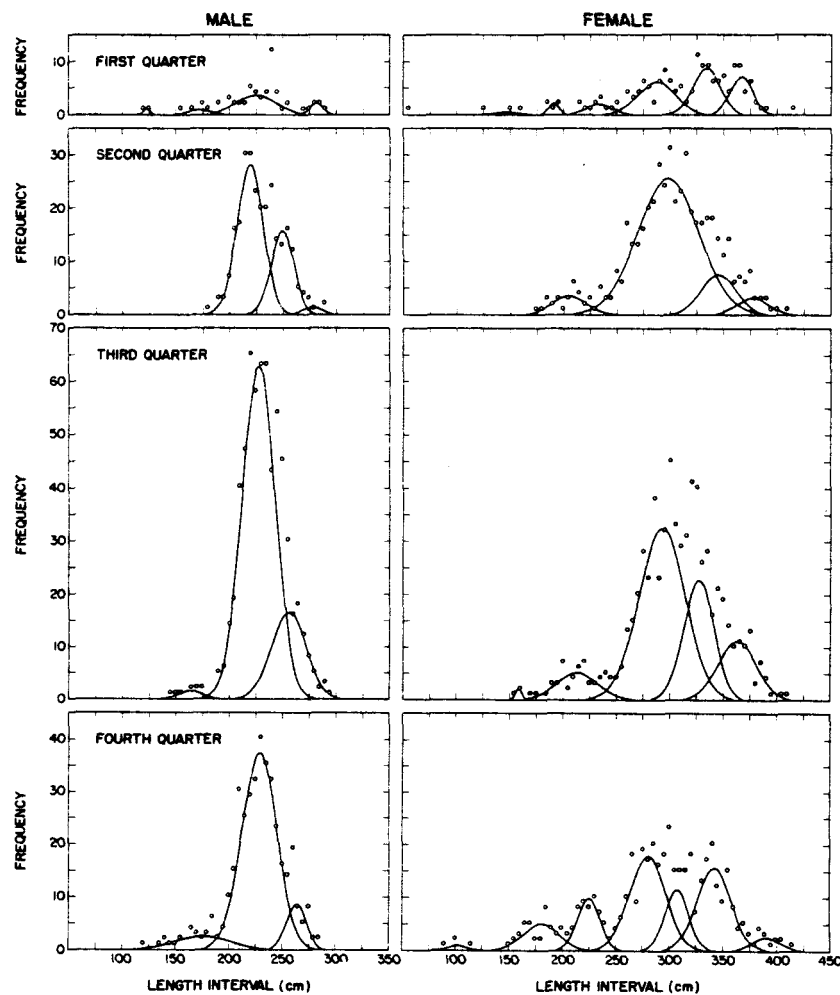 MALE FEMALE
FIRST QUARTER
FREQUENCY
10
0
SECOND QUARTER
FREQUENCY
30
20
10
0
THIRD QUARTER
FREQUENCY
70
60
50
40
30
20
10
0
FOURTH QUARTER
FREQUENCY
40
30
20
10
0
100 150 200 250 300 350 100 150 200 250 300 350 400 450
LENGTH INTERVAL (cm) LENGTH INTERVAL (cm)